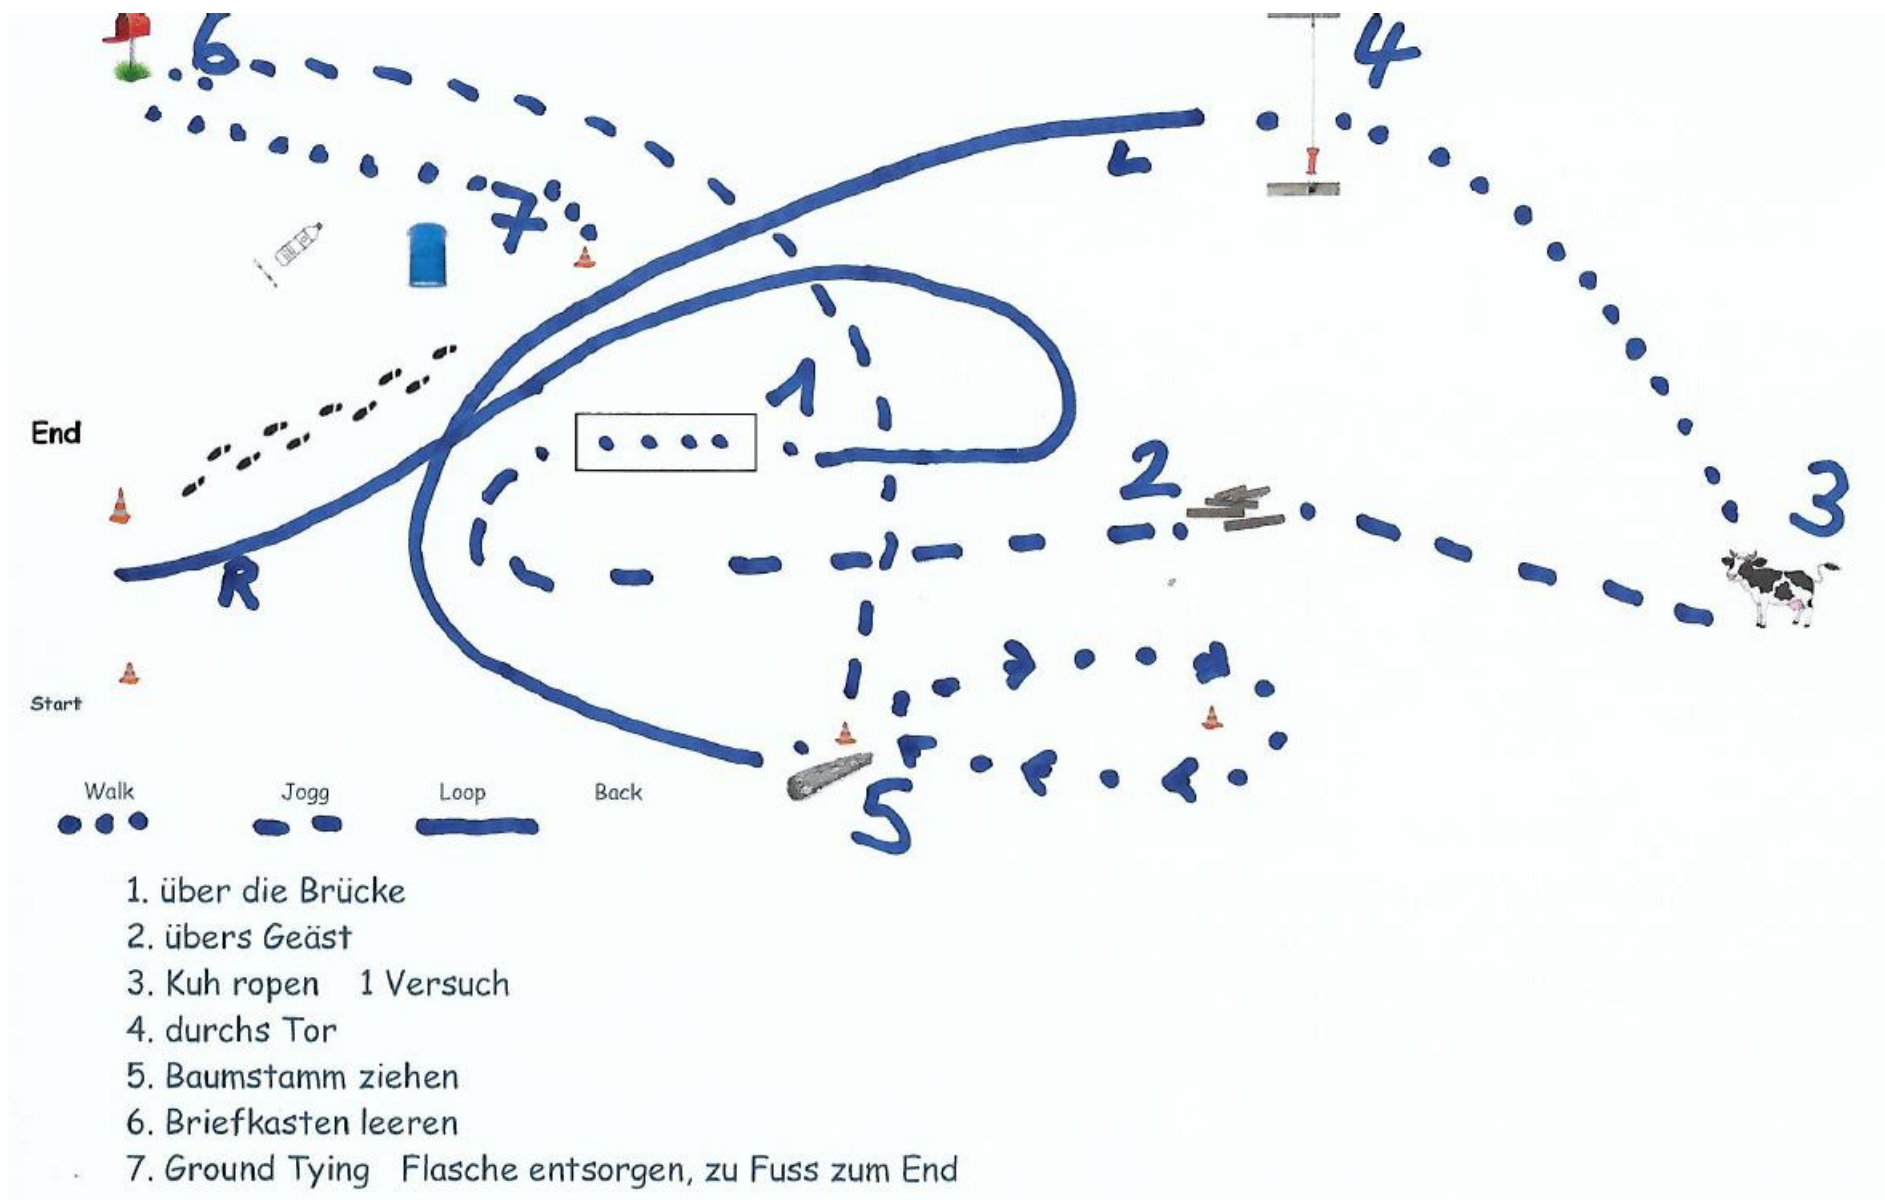 6
4
L
7
1
End
2
3
R
Start
5
Walk Jogg Loop Back
1. über die Brücke
2. übers Geäst
3. Kuh ropen 1 Versuch
4. durchs Tor
5. Baumstamm ziehen
6. Briefkasten leeren
7. Ground Tying Flasche entsorgen, zu Fuss zum End